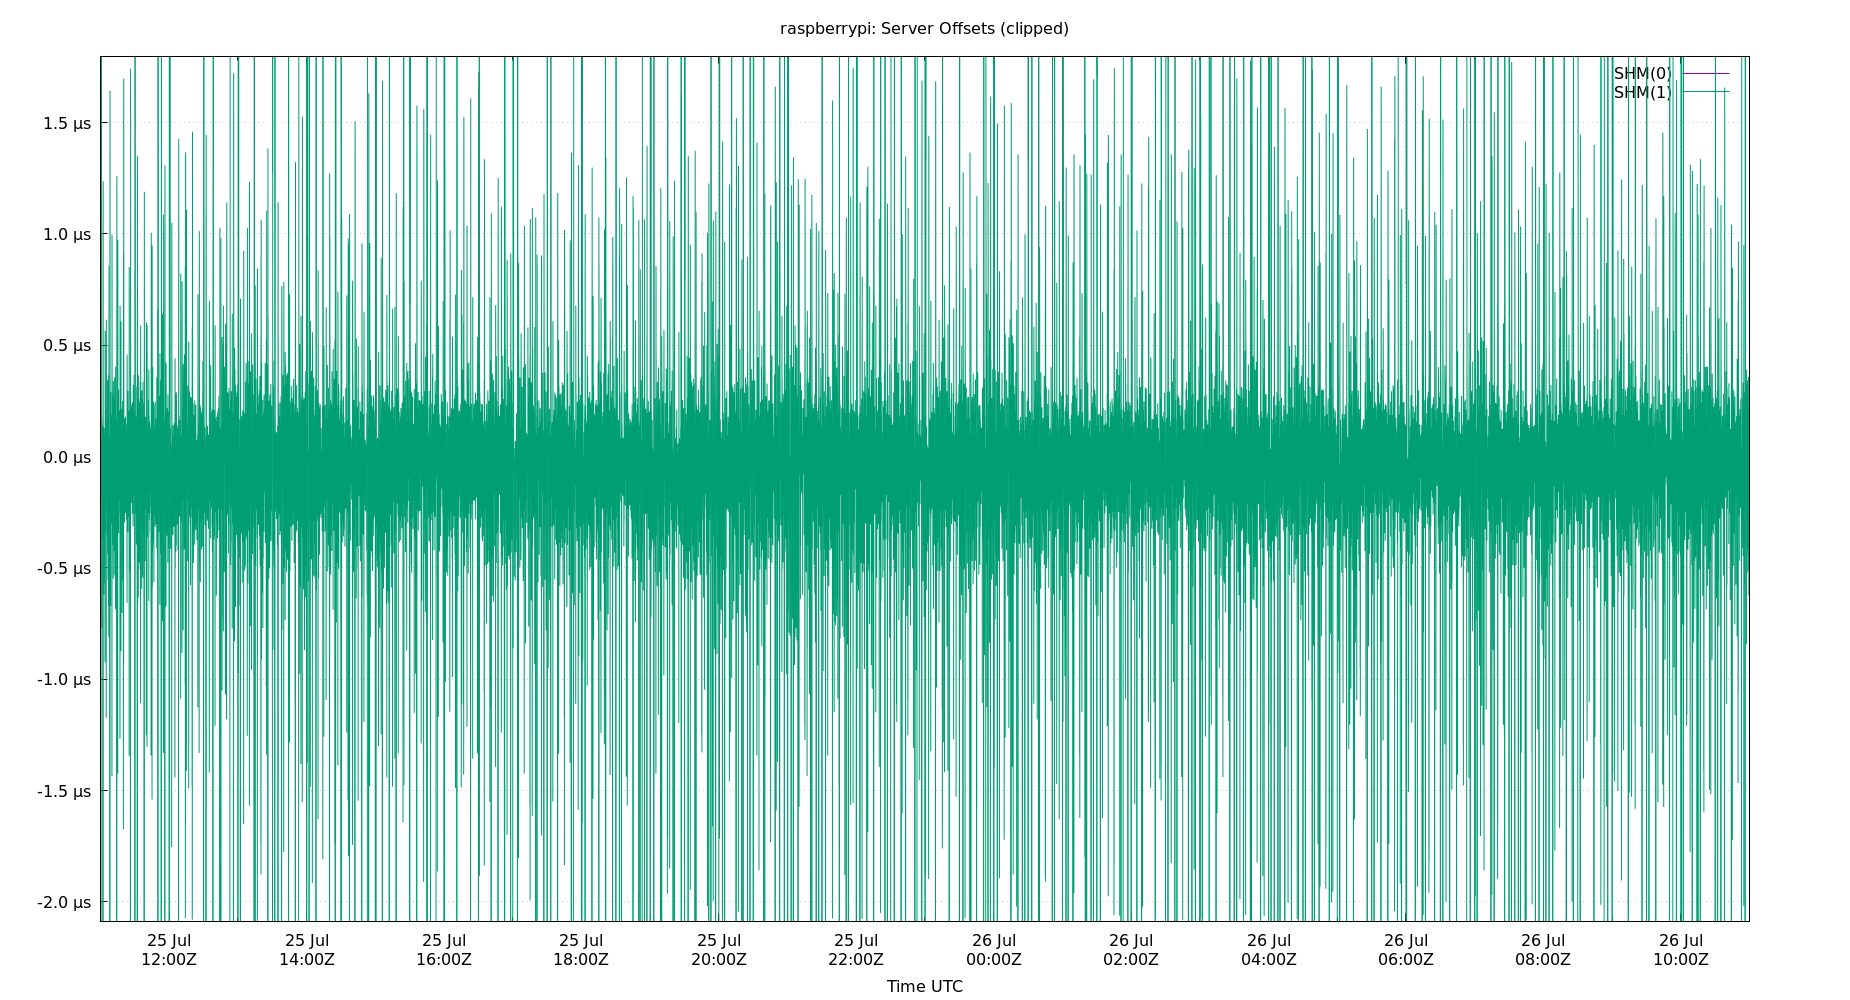 raspberrypi: Server Offsets (clipped)
SHM(0)
SHM(1)
1.5 µs
1.0 µs
0.5 µs
0.0 µs
-0.5 µs
-1.0 µs
-1.5 µs
-2.0 µs
25 Jul 25 Jul 25 Jul 25 Jul 25 Jul 25 Jul 26 Jul 26 Jul 26 Jul 26 Jul 26 Jul 26 Jul
12:00Z 14:00Z 16:00Z 18:00Z 20:00Z 22:00Z 00:00Z 02:00Z 04:00Z 06:00Z 08:00Z 10:00Z
Time UTC